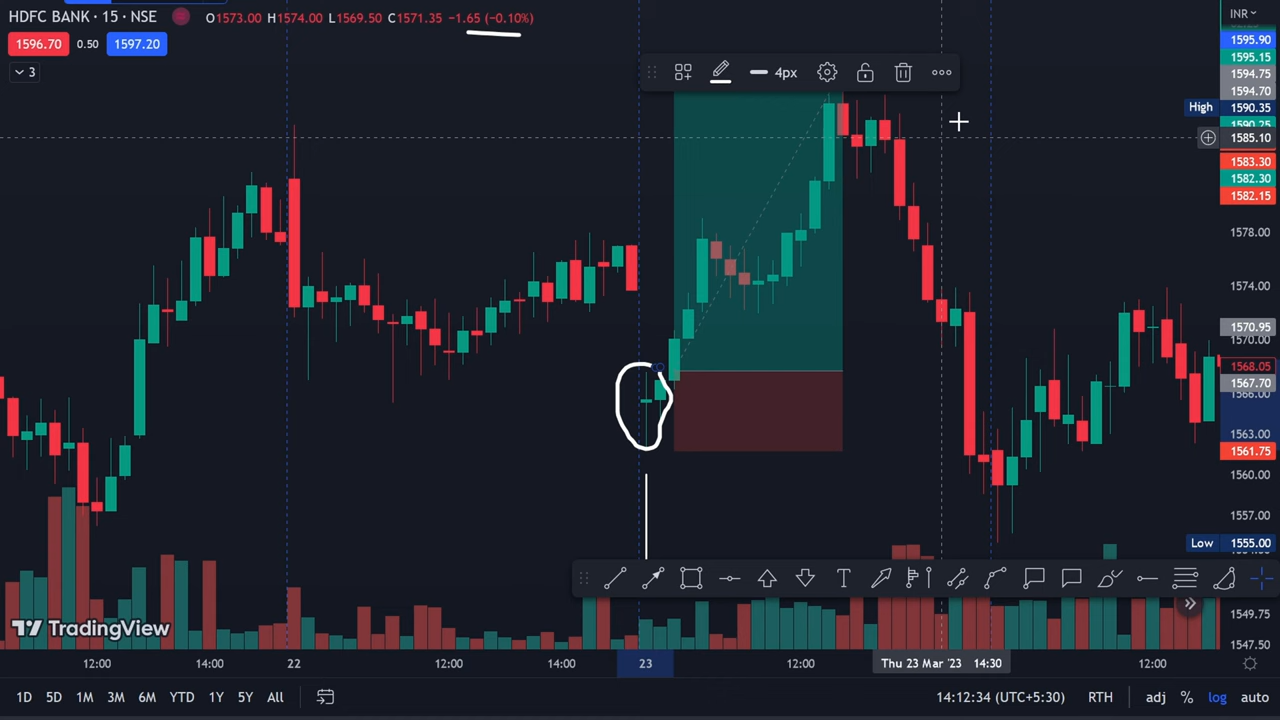 HDFC BANK · 15 · NSE O1573.00 H1574.00 L1569.50 C1571.35 −1.65 (−0.10%)
INR
1596.70 0.50 1597.20
3
4px
1595.90
1595.15
1594.75
1594.70
High 1590.35
1590.25
1585.10
1583.30
1582.30
1582.15
1578.00
1574.00
1570.95
1570.00
1568.05
1567.70
1566.00
1563.00
1561.75
1560.00
1557.00
Low 1555.00
T
1549.75
TradingView
1547.50
12:00 14:00 22 12:00 14:00 23 12:00 Thu 23 Mar '23 14:30 12:00
1D 5D 1M 3M 6M YTD 1Y 5Y All 14:12:34 (UTC+5:30) RTH adj % log auto